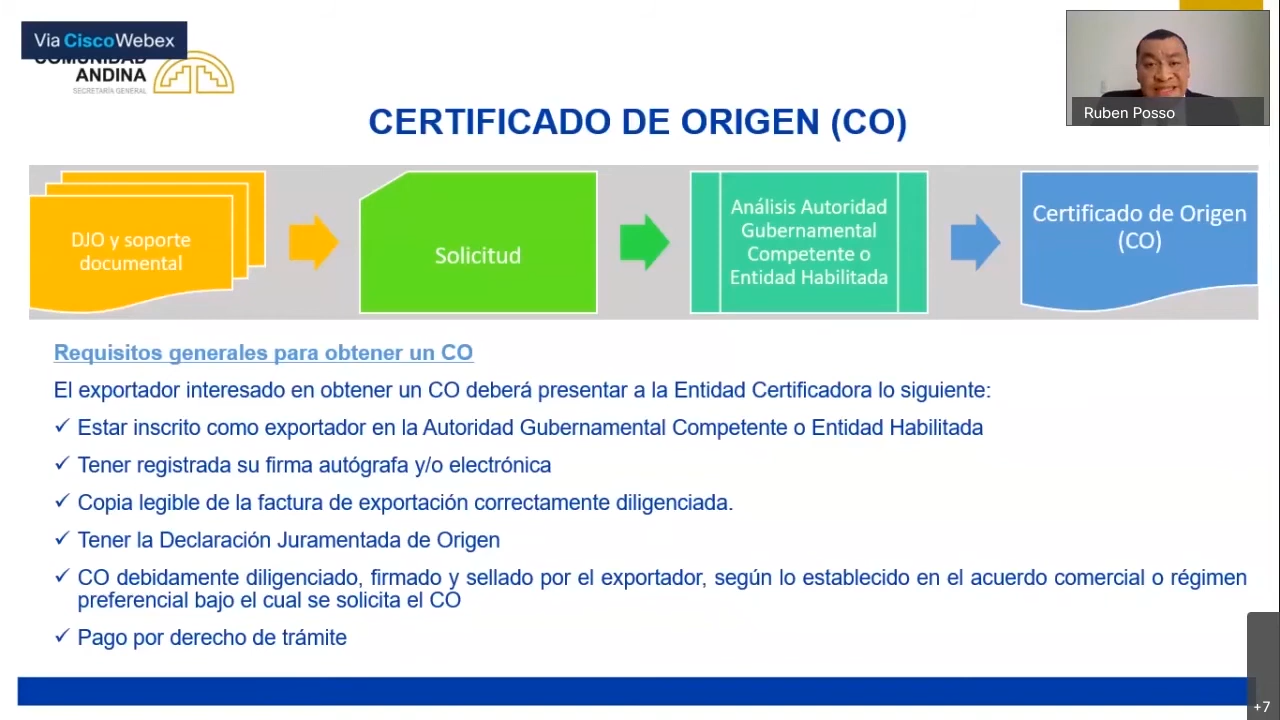 Via CiscoWebex
COMUNIDAD
ANDINA
SECRETARÍA GENERAL
Ruben Posso
CERTIFICADO DE ORIGEN (CO)
DJO y soporte
documental
Solicitud
Análisis Autoridad
Gubernamental
Competente o
Entidad Habilitada
Certificado de Origen
(CO)
Requisitos generales para obtener un CO
El exportador interesado en obtener un CO deberá presentar a la Entidad Certificadora lo siguiente:
✓ Estar inscrito como exportador en la Autoridad Gubernamental Competente o Entidad Habilitada
✓ Tener registrada su firma autógrafa y/o electrónica
✓ Copia legible de la factura de exportación correctamente diligenciada.
✓ Tener la Declaración Juramentada de Origen
✓ CO debidamente diligenciado, firmado y sellado por el exportador, según lo establecido en el acuerdo comercial o régimen
preferencial bajo el cual se solicita el CO
✓ Pago por derecho de trámite
+7